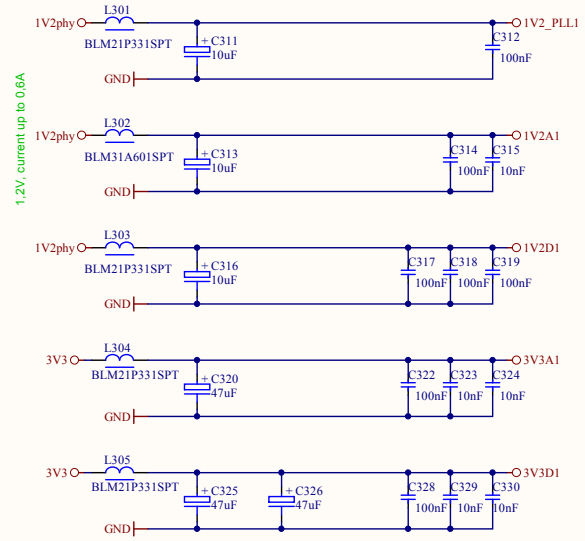 L301
1V2phy
1V2_PLL1
BLM21P331SPT
+ C311
10uF
C312
100nF
GND
1,2V, current up to 0,6A
L302
1V2phy
1V2A1
BLM31A601SPT
+ C313
10uF
C314
100nF
C315
10nF
GND
L303
1V2phy
1V2D1
BLM21P331SPT
+ C316
10uF
C317
100nF
C318
100nF
C319
100nF
GND
L304
3V3
3V3A1
BLM21P331SPT
+ C320
47uF
C322
100nF
C323
10nF
C324
10nF
GND
L305
3V3
3V3D1
BLM21P331SPT
+ C325
47uF
+ C326
47uF
C328
100nF
C329
10nF
C330
10nF
GND